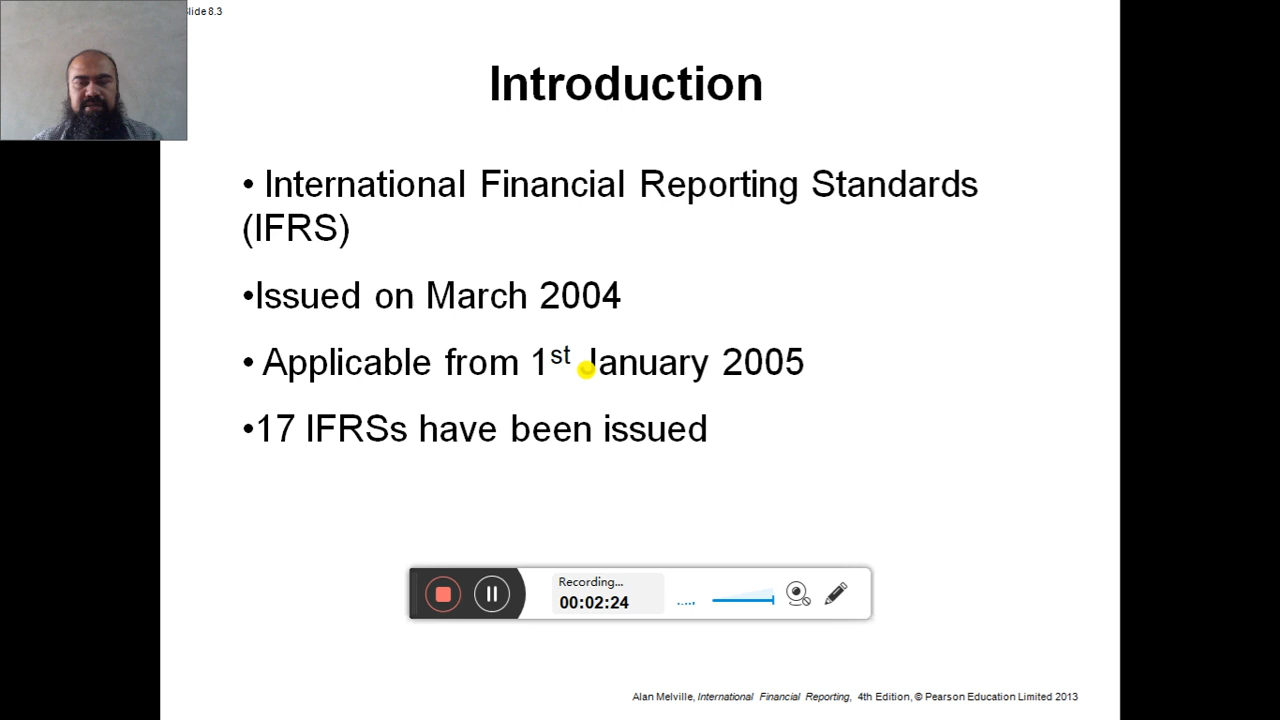 Slide 8.3
Introduction
• International Financial Reporting Standards
(IFRS)
•Issued on March 2004
• Applicable from 1st January 2005
•17 IFRSs have been issued
Recording...
00:02:24
Alan Melville, International Financial Reporting, 4th Edition, © Pearson Education Limited 2013